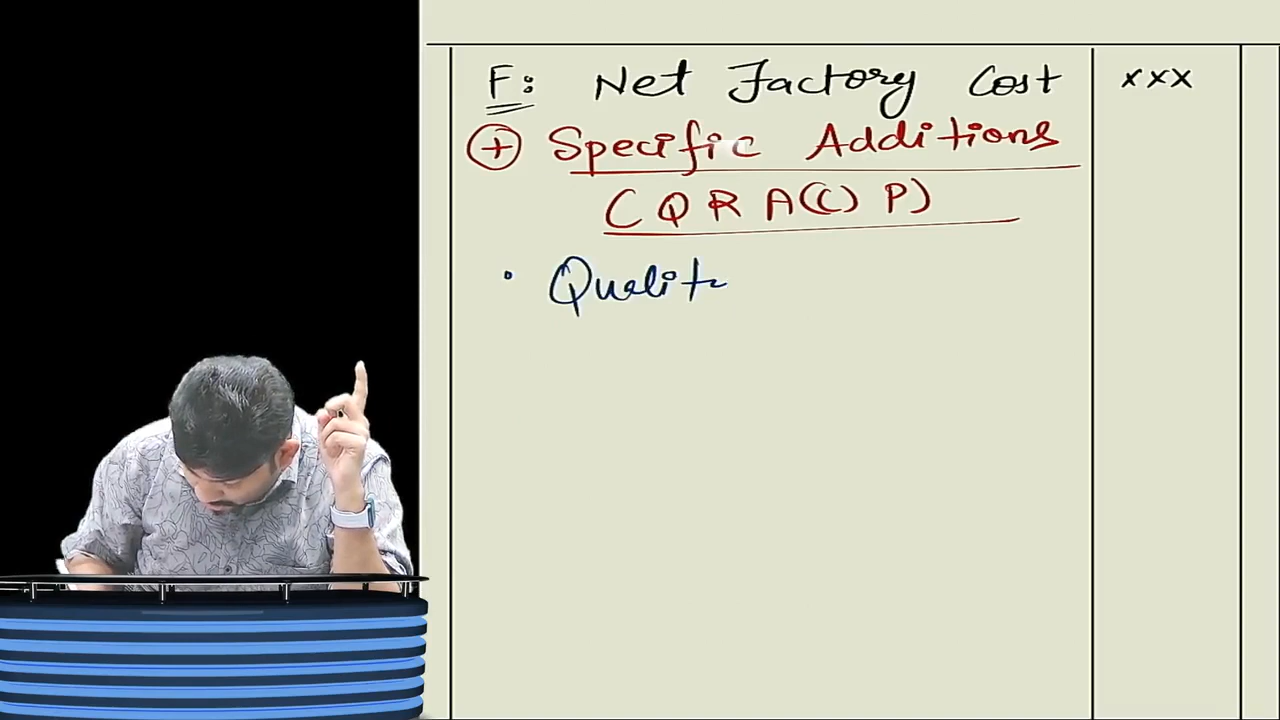 F: Net Factory Cost xxx
+ Specific Additions
( Q R A(C) P)
• Qualit